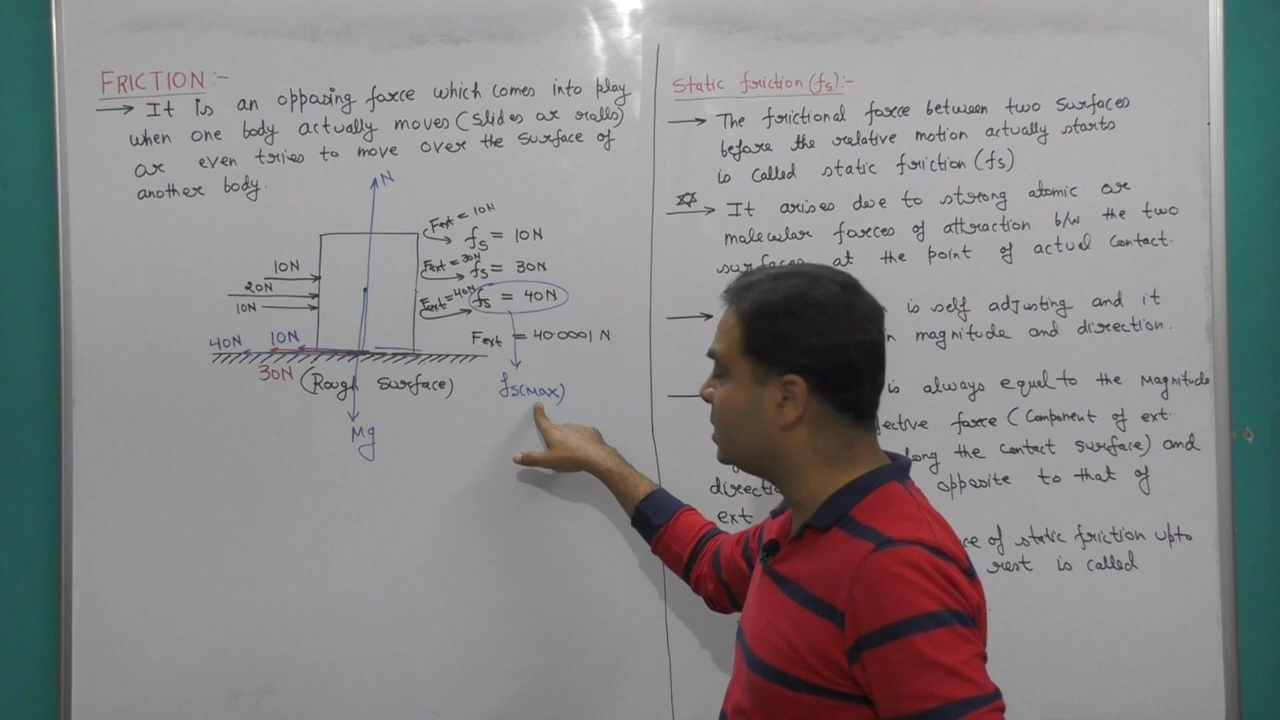 FRICTION :-
→ It is an opposing force which comes into play
when one body actually moves (slides or rolls)
or even tries to move over the surface of
another body.
N
Fext = 10N
fs = 10N
Fext = 30N
fs = 30N
Fext = 40N
fs = 40N
Fext = 40.0001 N
fs(Max)
10N
20N
10N
40N
10N
30N
(Rough Surface)
Mg
Static friction (fs) :-
→ The frictional force between two surfaces
before the relative motion actually starts
is called static friction (fs)
→ It arises due to strong atomic or
molecular forces of attraction b/w the two
surfaces at the point of actual contact.
→ is self adjusting and it
in magnitude and direction.
is always equal to the Magnitude
force (Component of ext
the contact surface) and
opposite to that of
ext
of static friction upto
rest is called